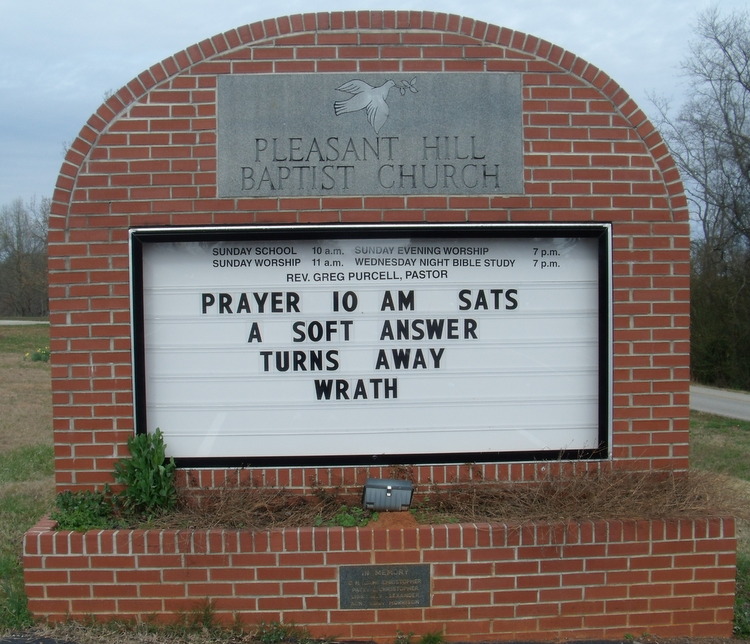 PLEASANT HILL
BAPTIST CHURCH
SUNDAY SCHOOL 10 a.m. SUNDAY EVENING WORSHIP 7 p.m.
SUNDAY WORSHIP 11 a.m. WEDNESDAY NIGHT BIBLE STUDY 7 p.m.
REV. GREG PURCELL, PASTOR
PRAYER 10 AM SATS
A SOFT ANSWER
TURNS AWAY
WRATH
IN MEMORY